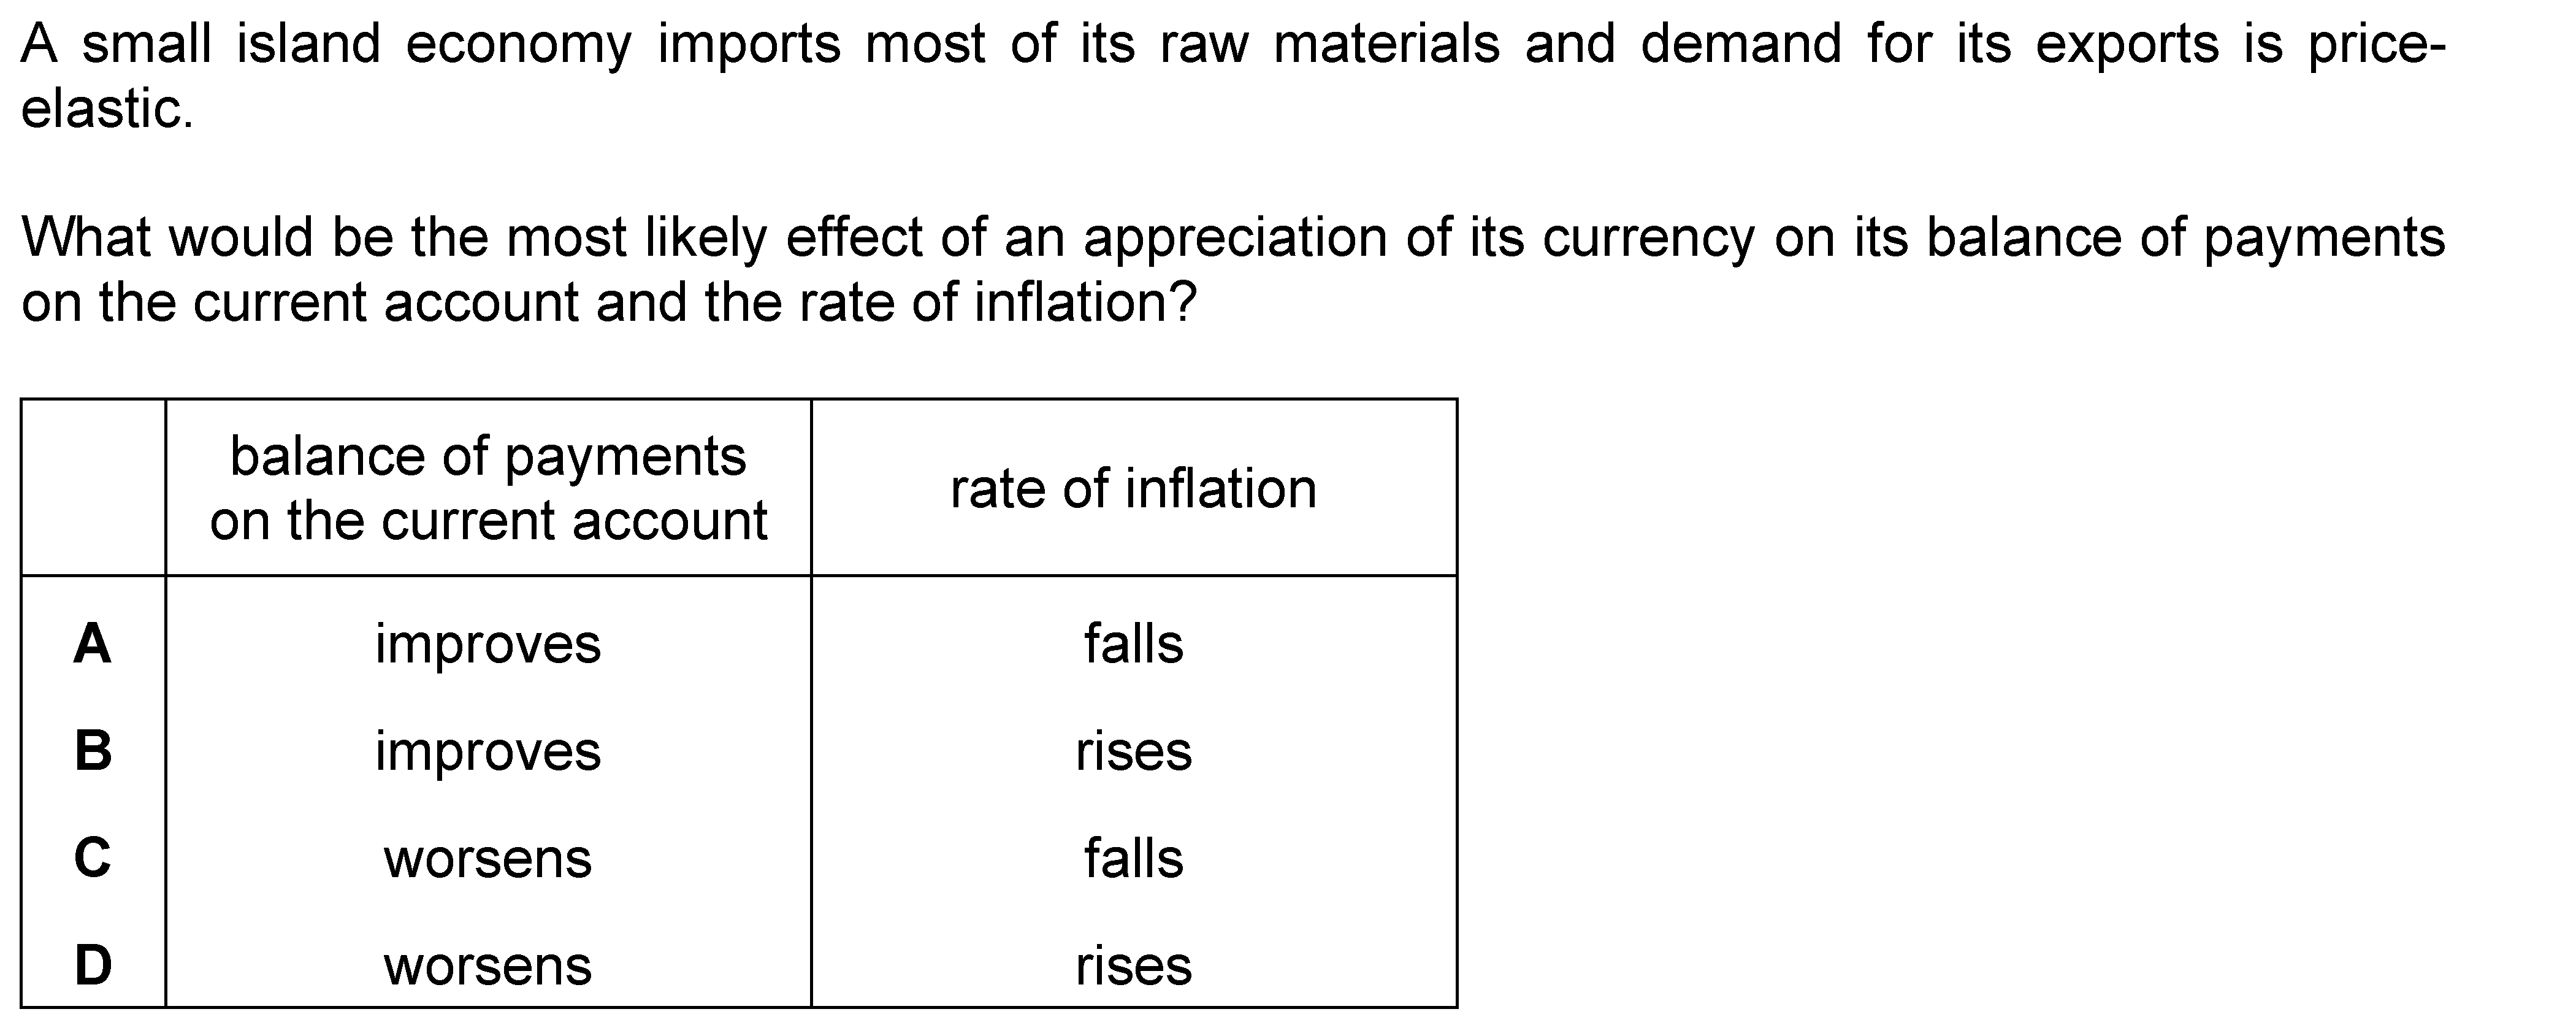 A small island economy imports most of its raw materials and demand for its exports is price-
elastic.
What would be the most likely effect of an appreciation of its currency on its balance of payments
on the current account and the rate of inflation?
balance of payments
on the current account
rate of inflation
A improves falls
B improves rises
C worsens falls
D worsens rises